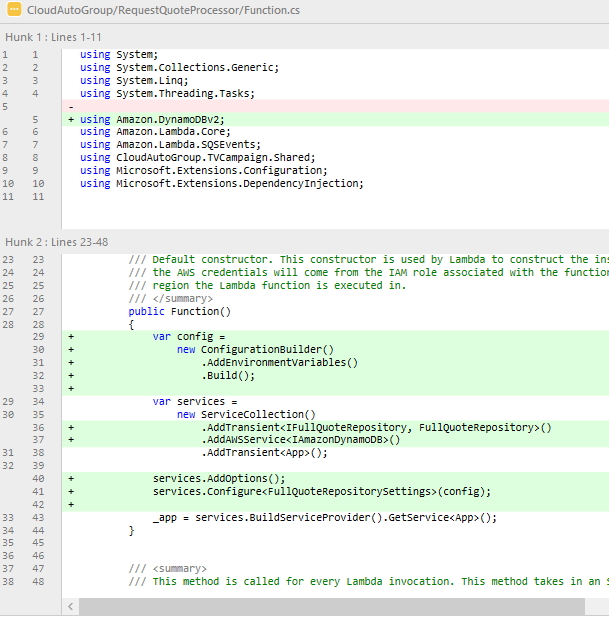 CloudAutoGroup/RequestQuoteProcessor/Function.cs
Hunk 1 : Lines 1-11
1 1 using System;
2 2 using System.Collections.Generic;
3 3 using System.Linq;
4 4 using System.Threading.Tasks;
5 -
5 + using Amazon.DynamoDBv2;
6 6 using Amazon.Lambda.Core;
7 7 using Amazon.Lambda.SQSEvents;
8 8 using CloudAutoGroup.TVCampaign.Shared;
9 9 using Microsoft.Extensions.Configuration;
10 10 using Microsoft.Extensions.DependencyInjection;
11 11
Hunk 2 : Lines 23-48
23 23 /// Default constructor. This constructor is used by Lambda to construct the ins
24 24 /// the AWS credentials will come from the IAM role associated with the function
25 25 /// region the Lambda function is executed in.
26 26 /// </summary>
27 27 public Function()
28 28 {
29 + var config =
30 + new ConfigurationBuilder()
31 + .AddEnvironmentVariables()
32 + .Build();
33 +
29 34 var services =
30 35 new ServiceCollection()
36 + .AddTransient<IFullQuoteRepository, FullQuoteRepository>()
37 + .AddAWSService<IAmazonDynamoDB>()
31 38 .AddTransient<App>();
32 39
40 + services.AddOptions();
41 + services.Configure<FullQuoteRepositorySettings>(config);
42 +
33 43 _app = services.BuildServiceProvider().GetService<App>();
34 44 }
35 45
36 46
37 47 /// <summary>
38 48 /// This method is called for every Lambda invocation. This method takes in an S